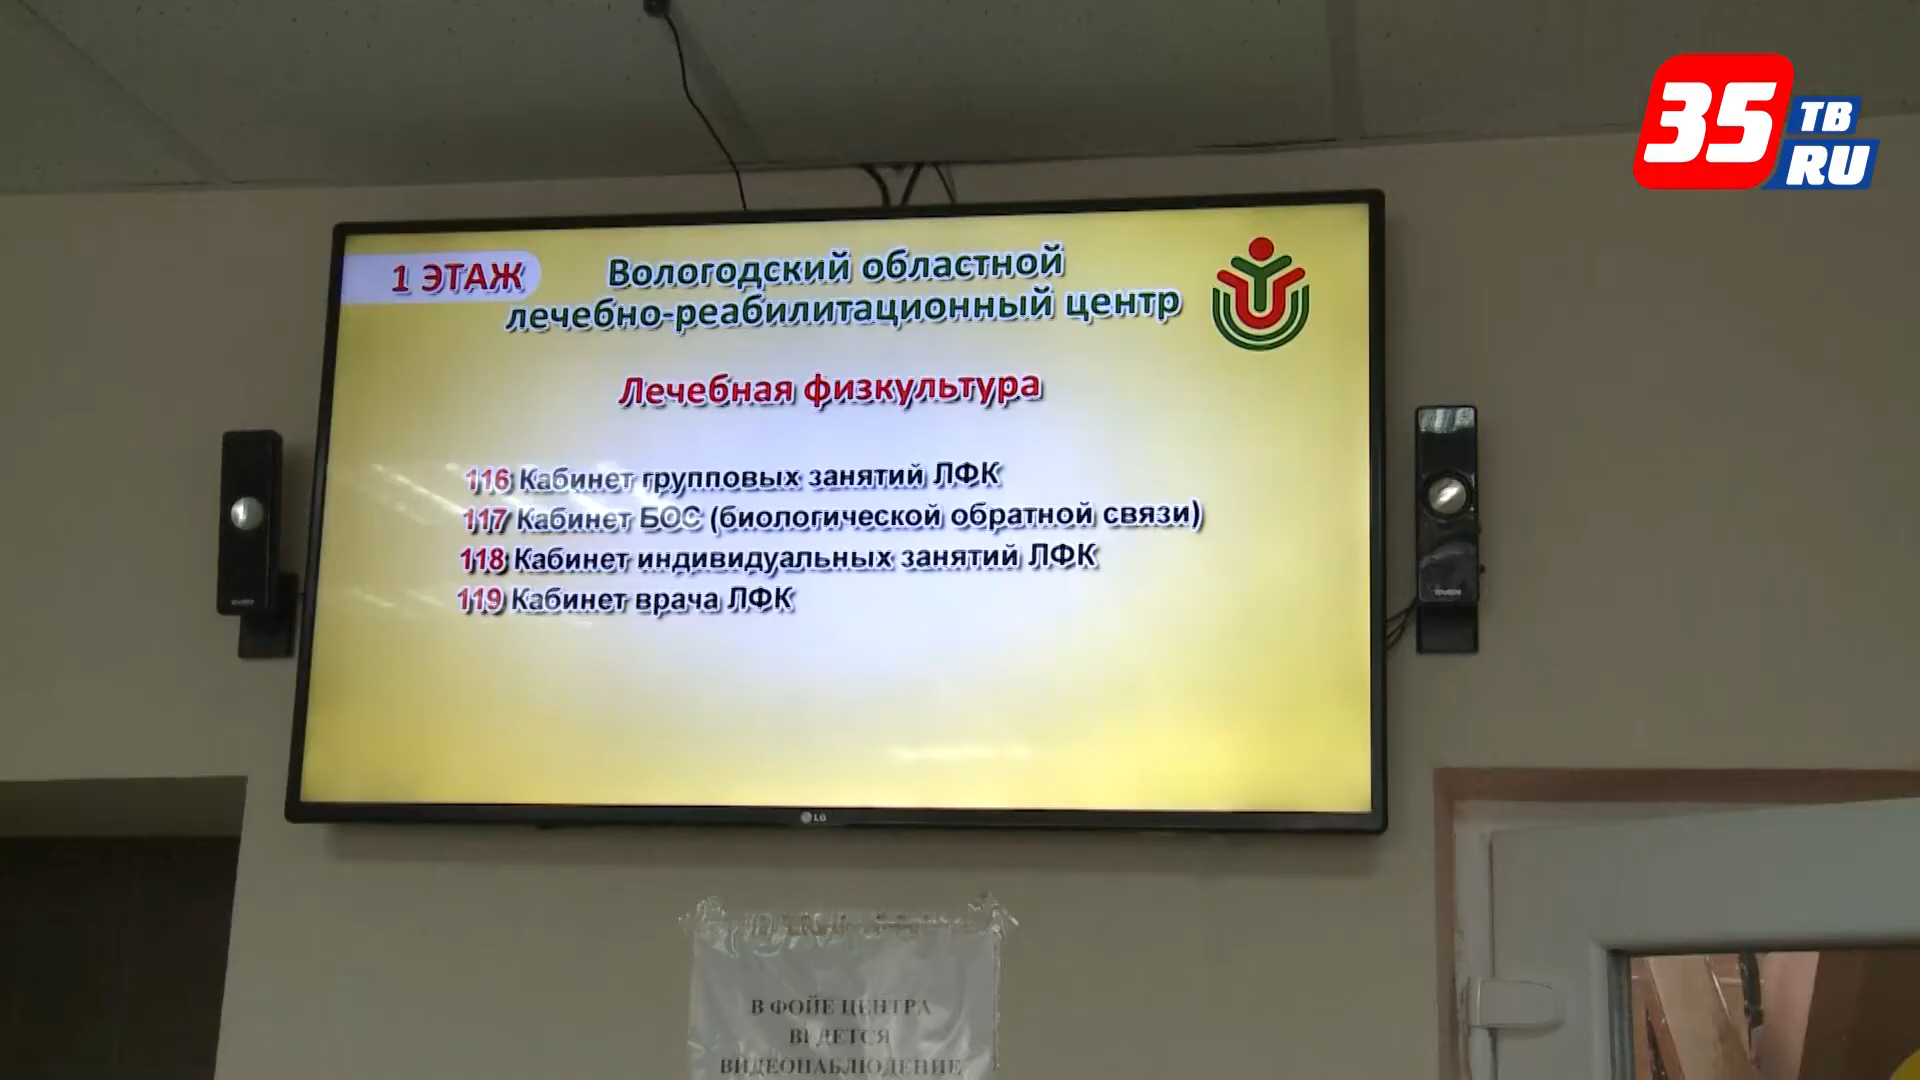 35
ТВ
RU
1 ЭТАЖ
Вологодский областной
лечебно-реабилитационный центр
Лечебная физкультура
116 Кабинет групповых занятий ЛФК
117 Кабинет БОС (биологической обратной связи)
118 Кабинет индивидуальных занятий ЛФК
119 Кабинет врача ЛФК
LG
В ФОЙЕ ЦЕНТРА
ВЕДЕТСЯ
ВИДЕОНАБЛЮДЕНИЕ